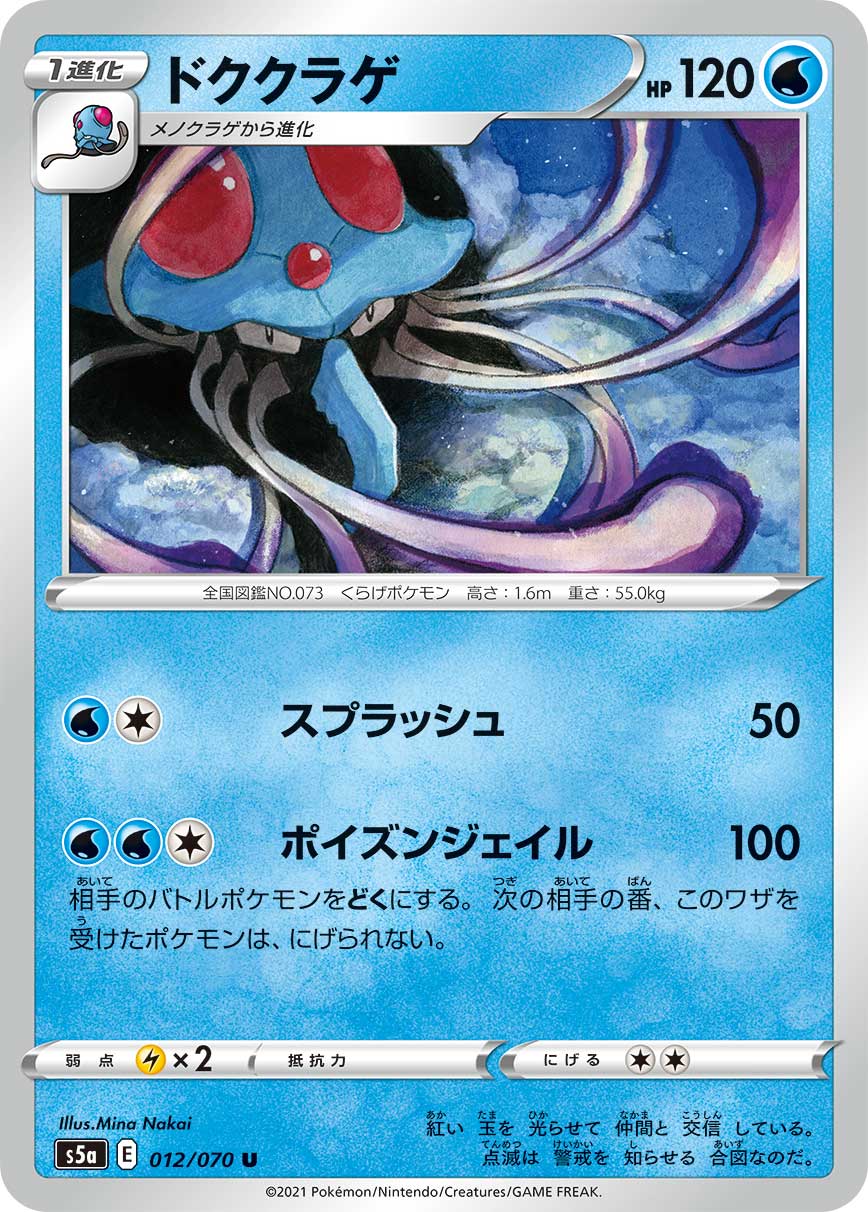 1進化
ドククラゲ
HP 120
メノクラゲから進化
全国図鑑NO.073 くらげポケモン 高さ:1.6m 重さ:55.0kg
スプラッシュ 50
ポイズンジェイル 100
相手のバトルポケモンをどくにする。次の相手の番、このワザを
受けたポケモンは、にげられない。
弱点 ×2 抵抗力 にげる
Illus.Mina Nakai
紅い 玉を 光らせて 仲間と 交信 している。
点滅は 警戒を 知らせる 合図なのだ。
s5a E 012/070 U
©2021 Pokémon/Nintendo/Creatures/GAME FREAK.